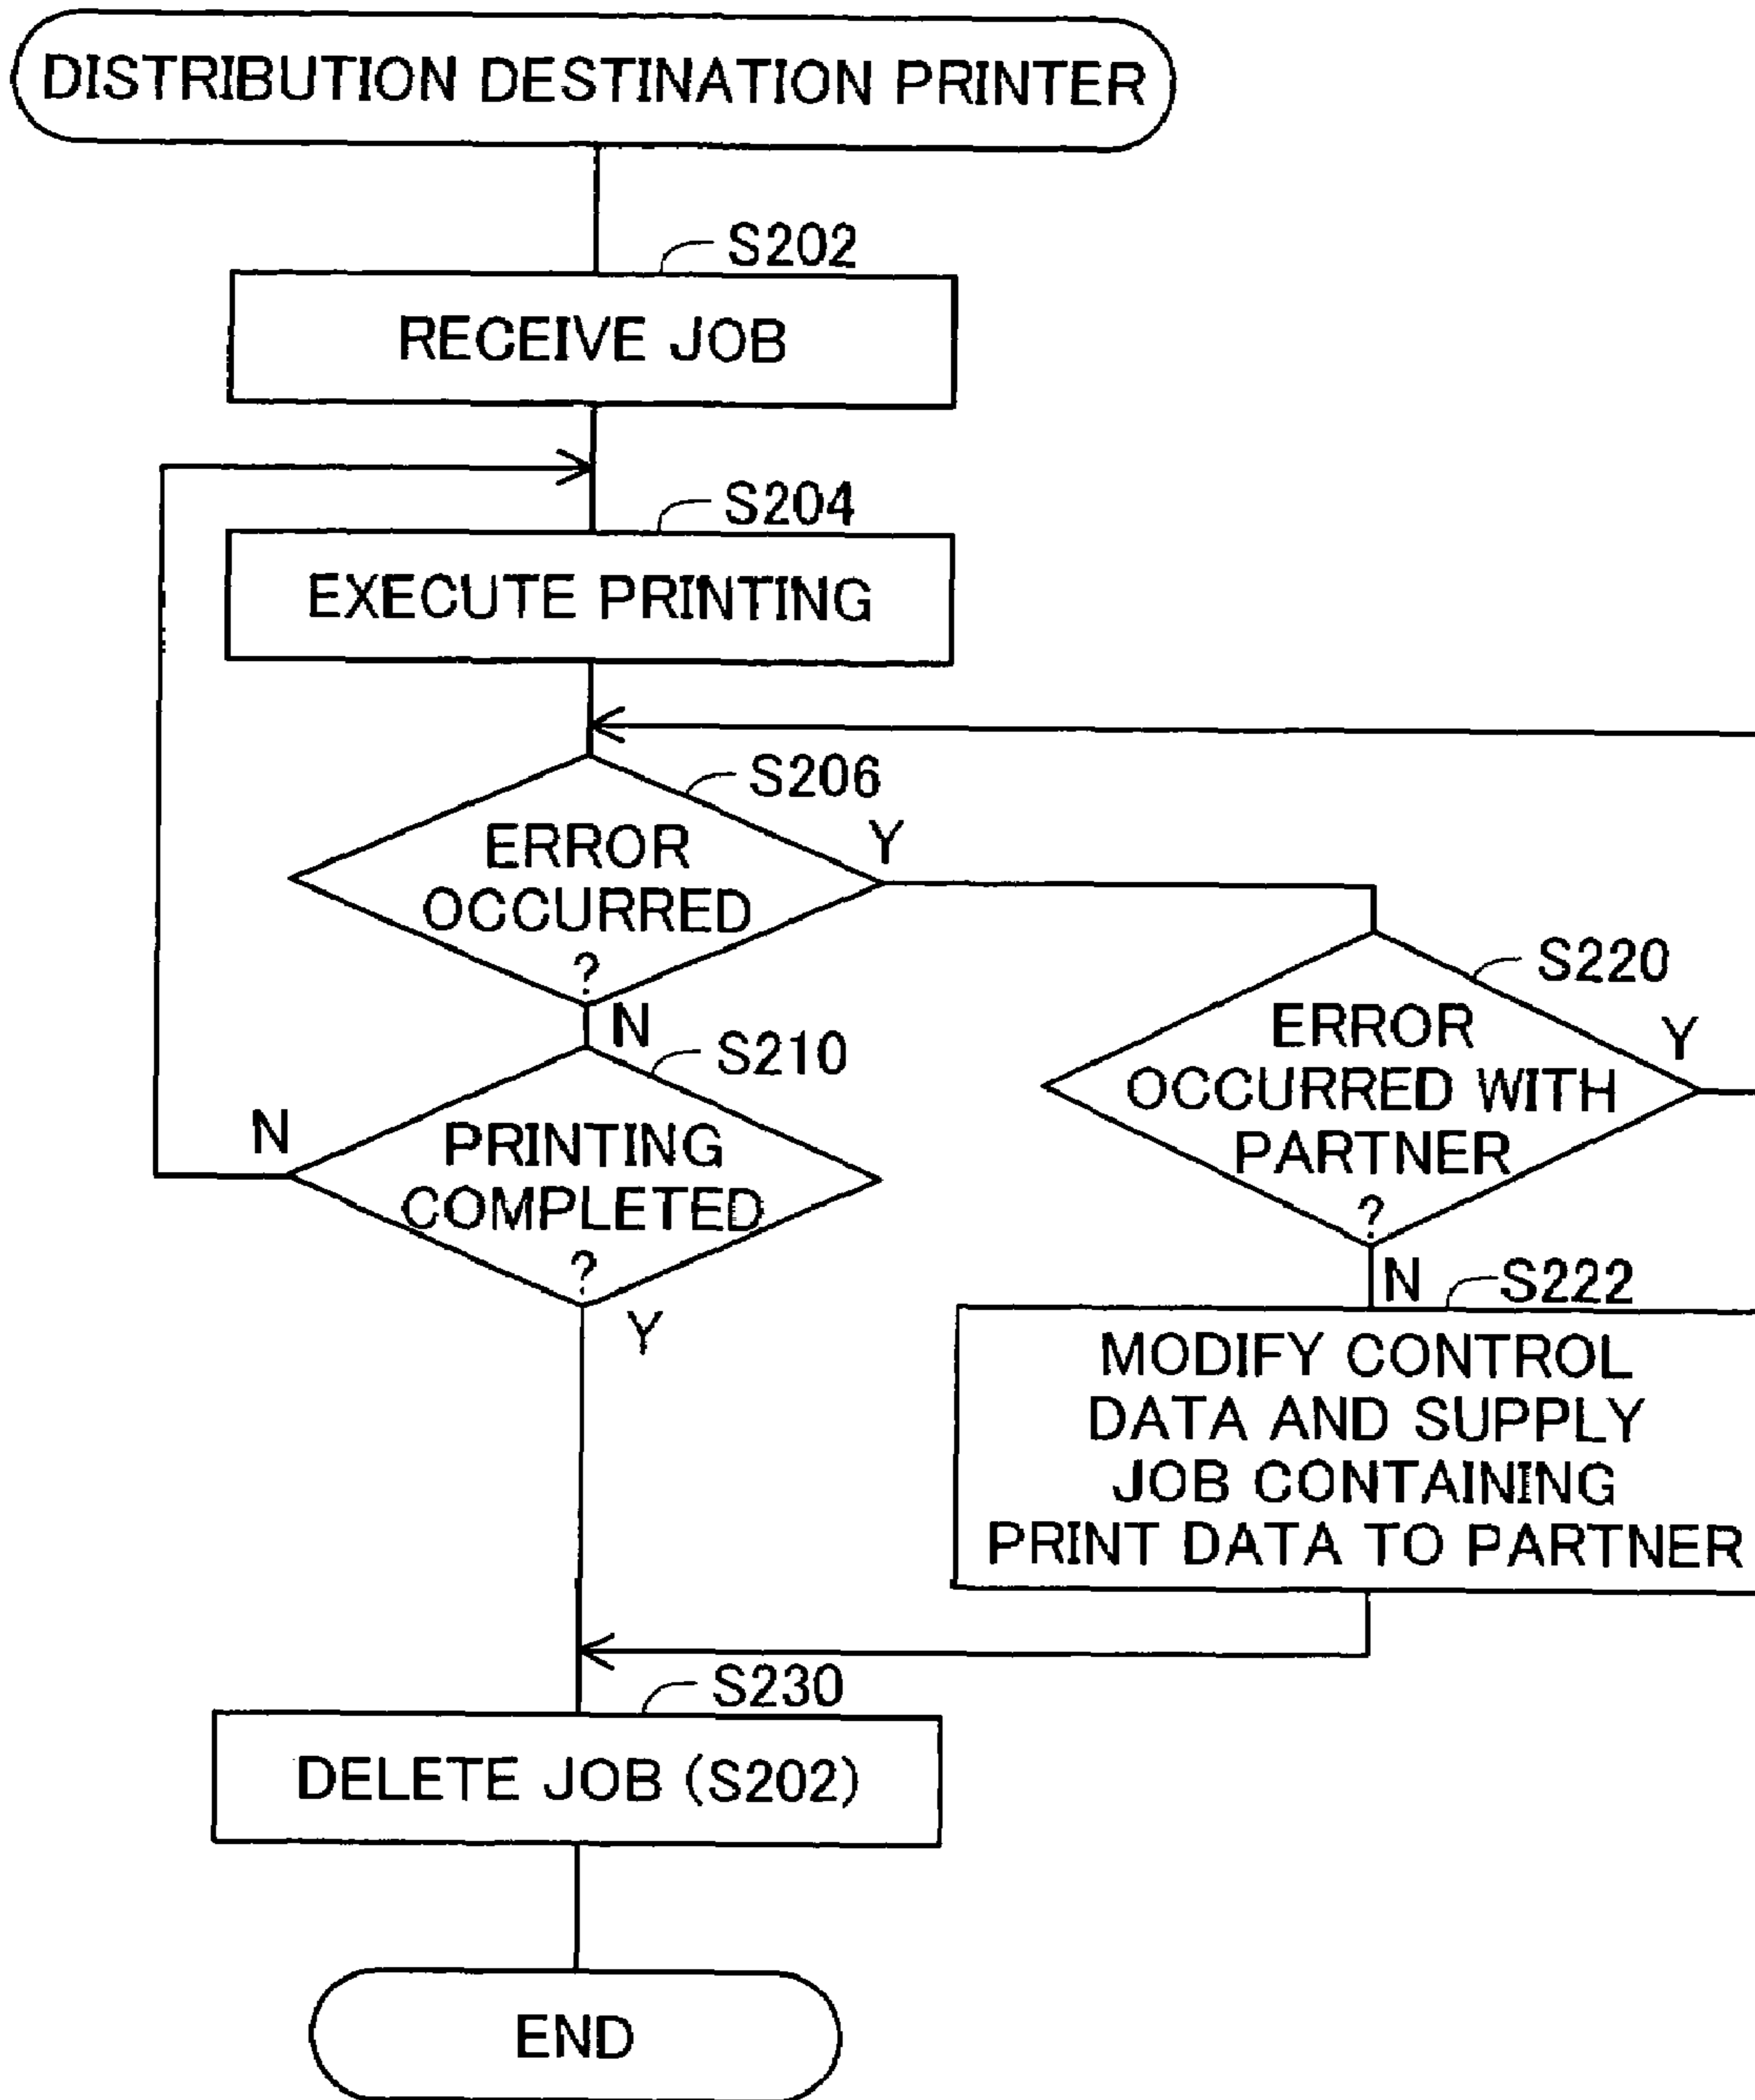 DISTRIBUTION DESTINATION PRINTER
S202
RECEIVE JOB
S204
EXECUTE PRINTING
S206
ERROR
OCCURRED
?
Y
N
S220
ERROR
OCCURRED WITH
PARTNER
?
Y
N
S210
PRINTING
COMPLETED
?
N
Y
S222
MODIFY CONTROL
DATA AND SUPPLY
JOB CONTAINING
PRINT DATA TO PARTNER
S230
DELETE JOB (S202)
END